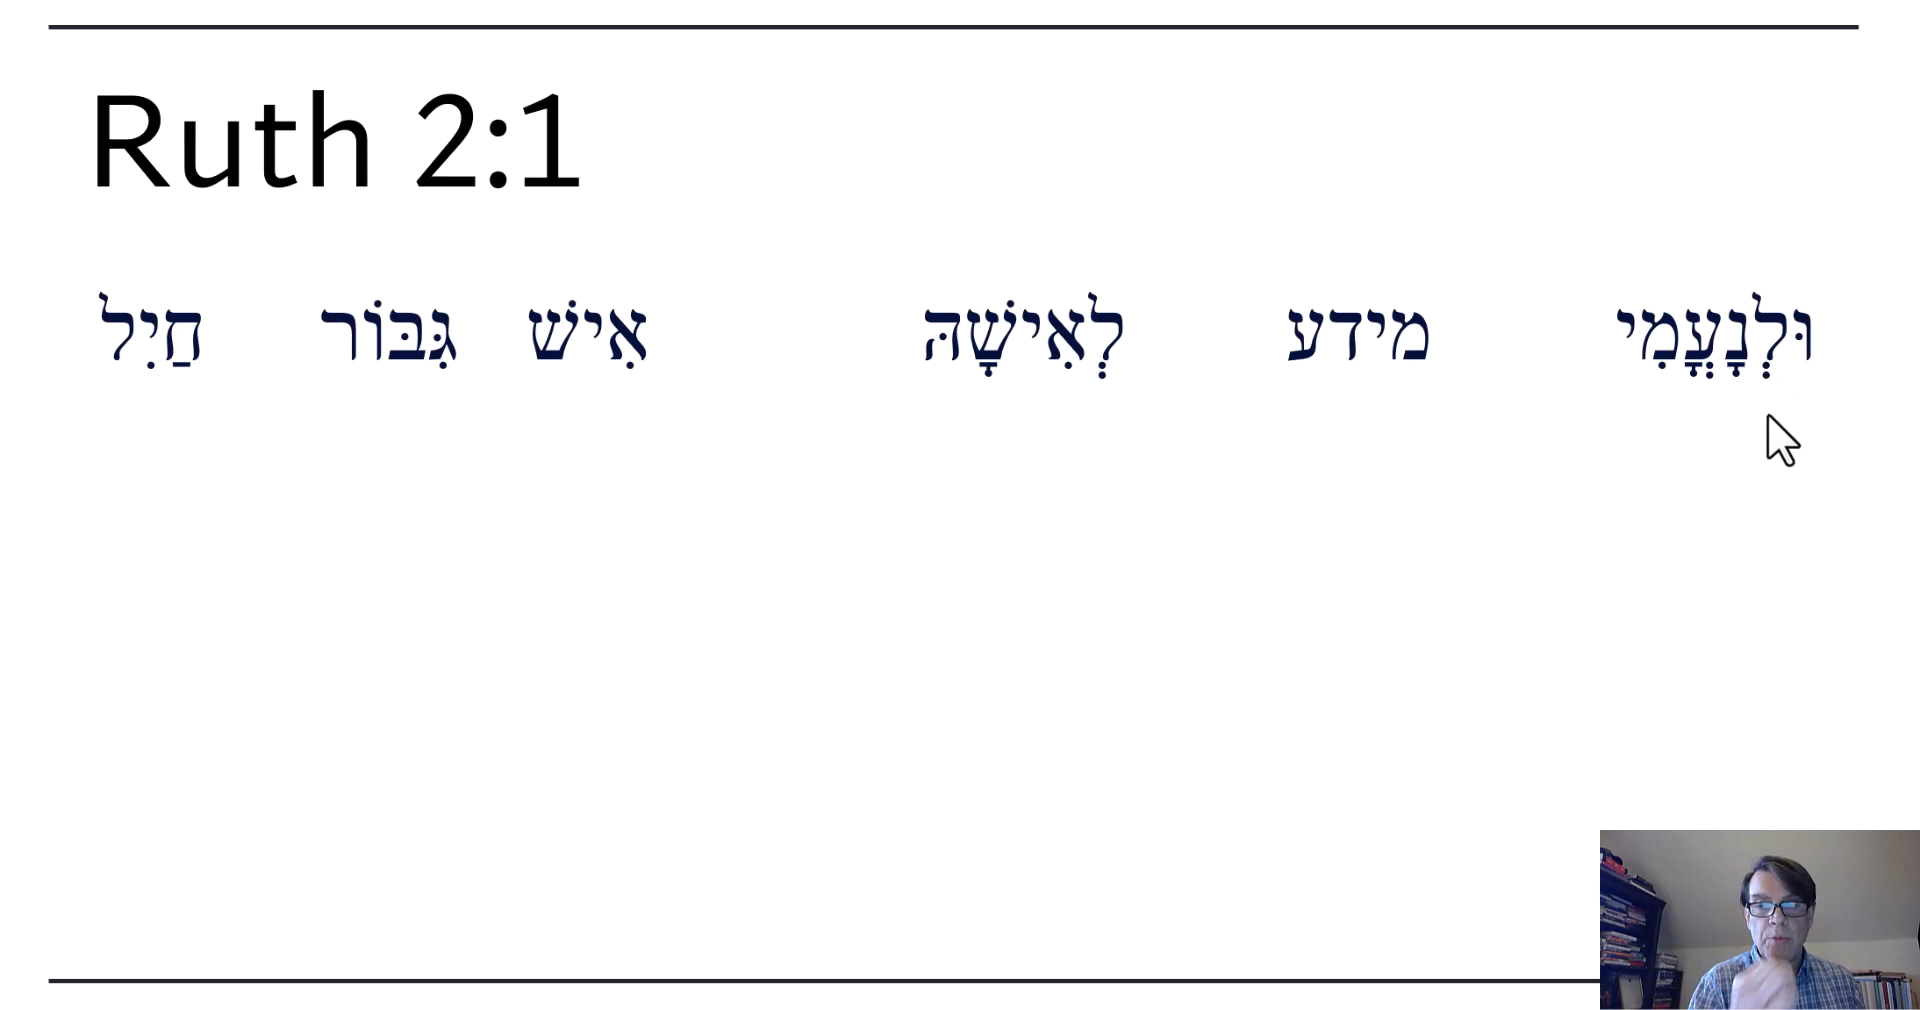 Ruth 2:1
וּלְנָעֳמִי מידע לְאִישָׁהּ אִישׁ גִּבּוֹר חַיִל